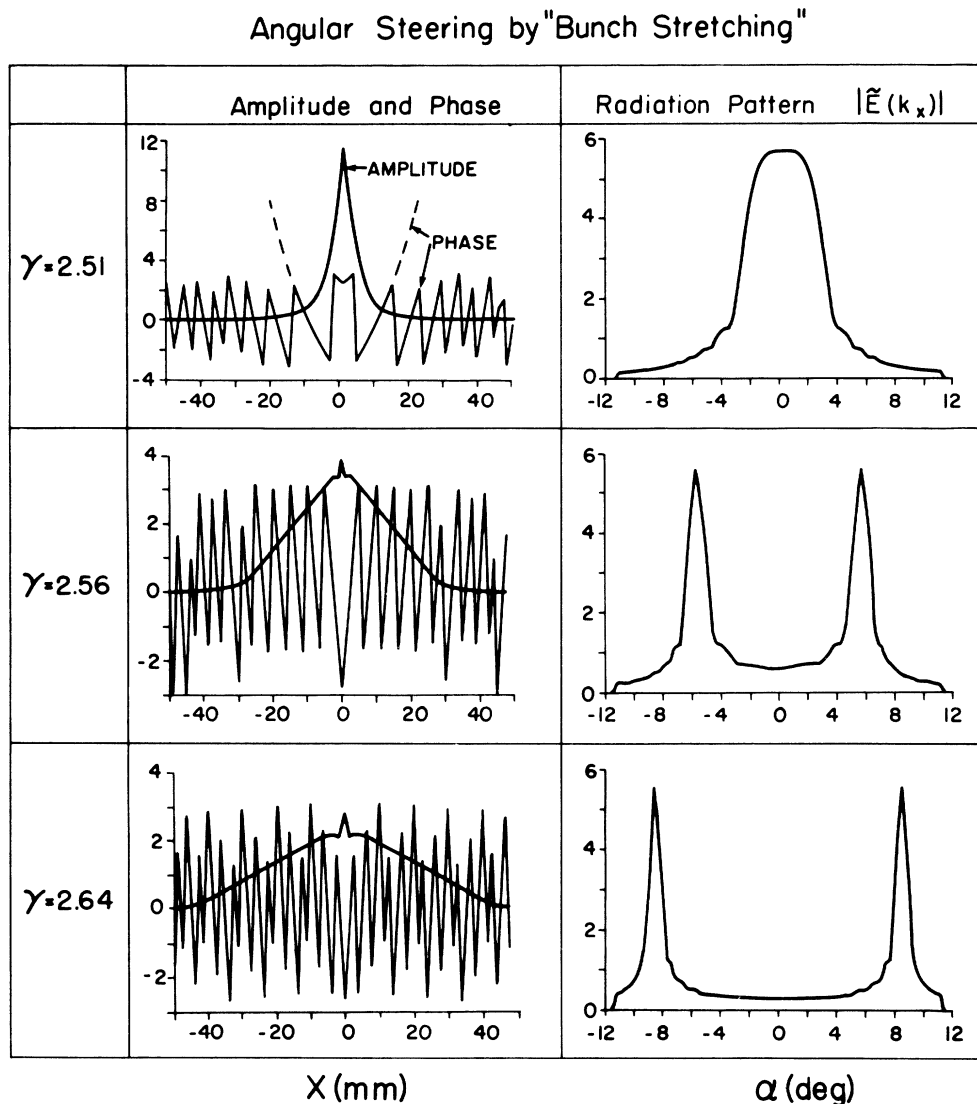 Angular Steering by "Bunch Stretching"
Amplitude and Phase
Radiation Pattern |Ẽ(kₓ)|
γ=2.51
12
8
4
0
-4
AMPLITUDE
PHASE
-40 -20 0 20 40
6
4
2
0
-12 -8 -4 0 4 8 12
γ=2.56
4
2
0
-2
-40 -20 0 20 40
6
4
2
0
-12 -8 -4 0 4 8 12
γ=2.64
4
2
0
-2
-40 -20 0 20 40
6
4
2
0
-12 -8 -4 0 4 8 12
X (mm)
α (deg)